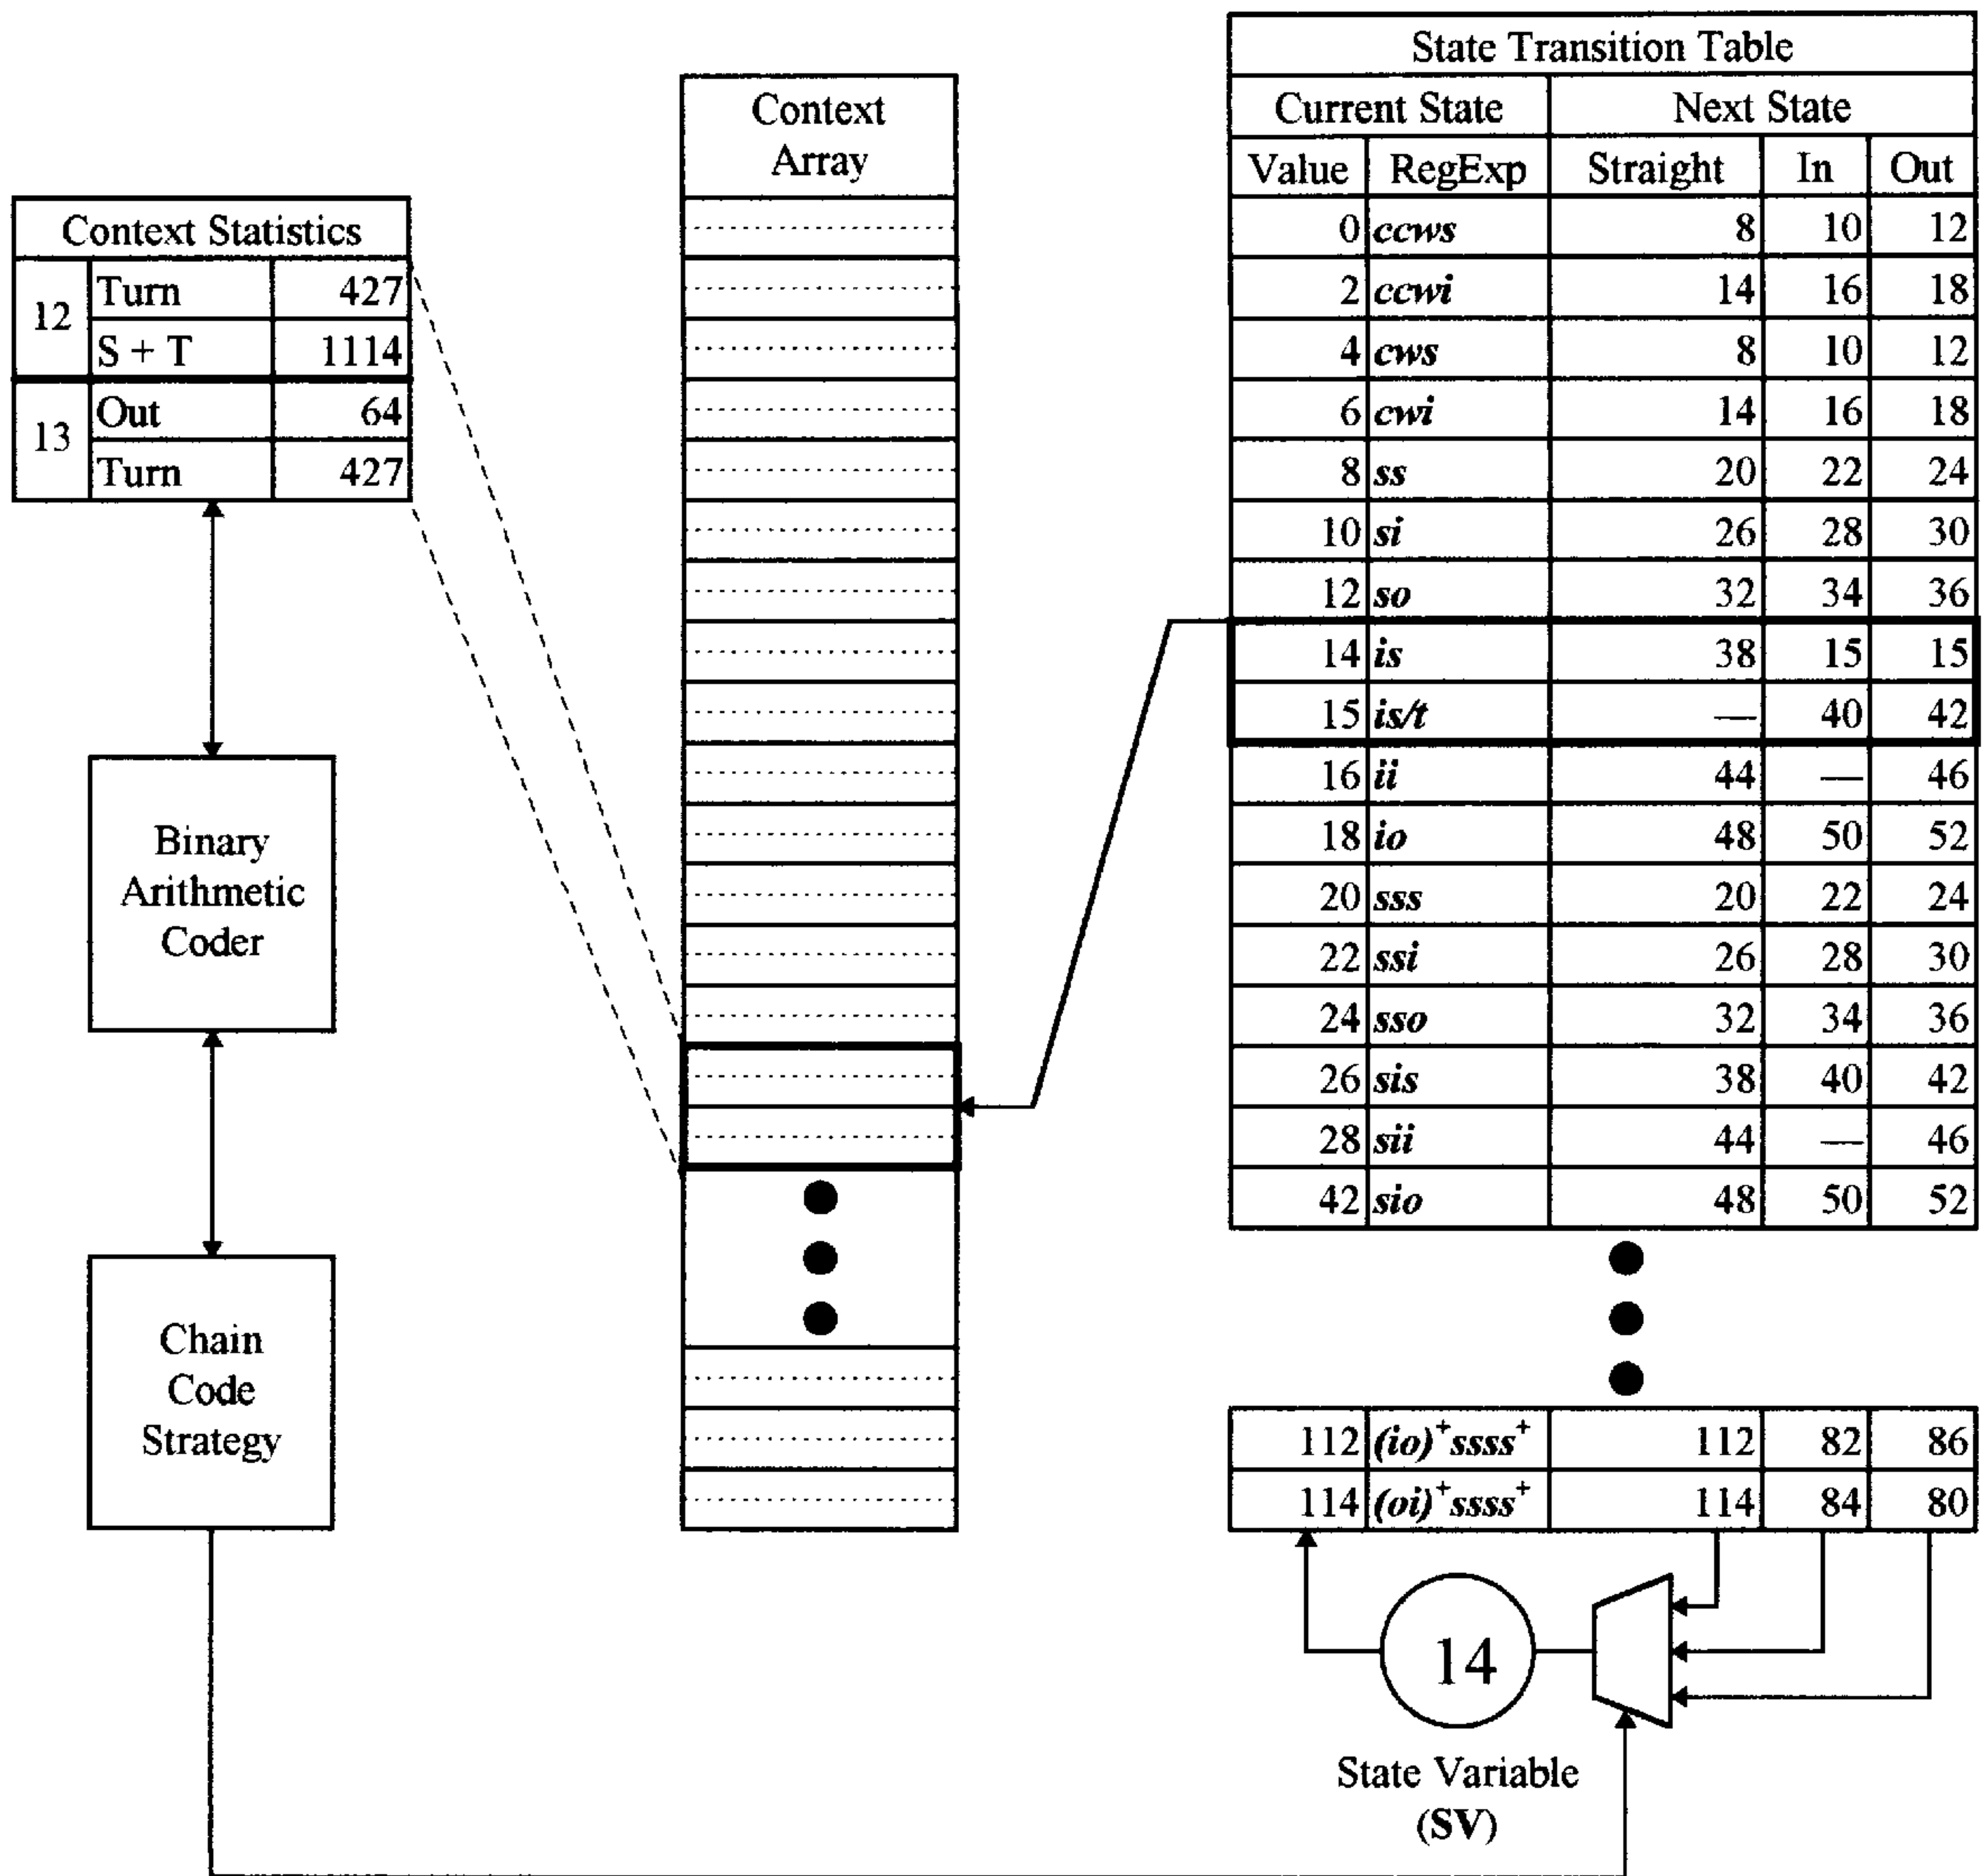 Context Statistics
12 Turn 427
S + T 1114
13 Out 64
Turn 427
Binary
Arithmetic
Coder
Chain
Code
Strategy
Context
Array
State Transition Table
Current State Next State
Value RegExp Straight In Out
0 ccws 8 10 12
2 ccwi 14 16 18
4 cws 8 10 12
6 cwi 14 16 18
8 ss 20 22 24
10 si 26 28 30
12 so 32 34 36
14 is 38 15 15
15 is/t — 40 42
16 ii 44 — 46
18 io 48 50 52
20 sss 20 22 24
22 ssi 26 28 30
24 sso 32 34 36
26 sis 38 40 42
28 sii 44 — 46
42 sio 48 50 52
112 (io)⁺ssss⁺ 112 82 86
114 (oi)⁺ssss⁺ 114 84 80
14
State Variable
(SV)